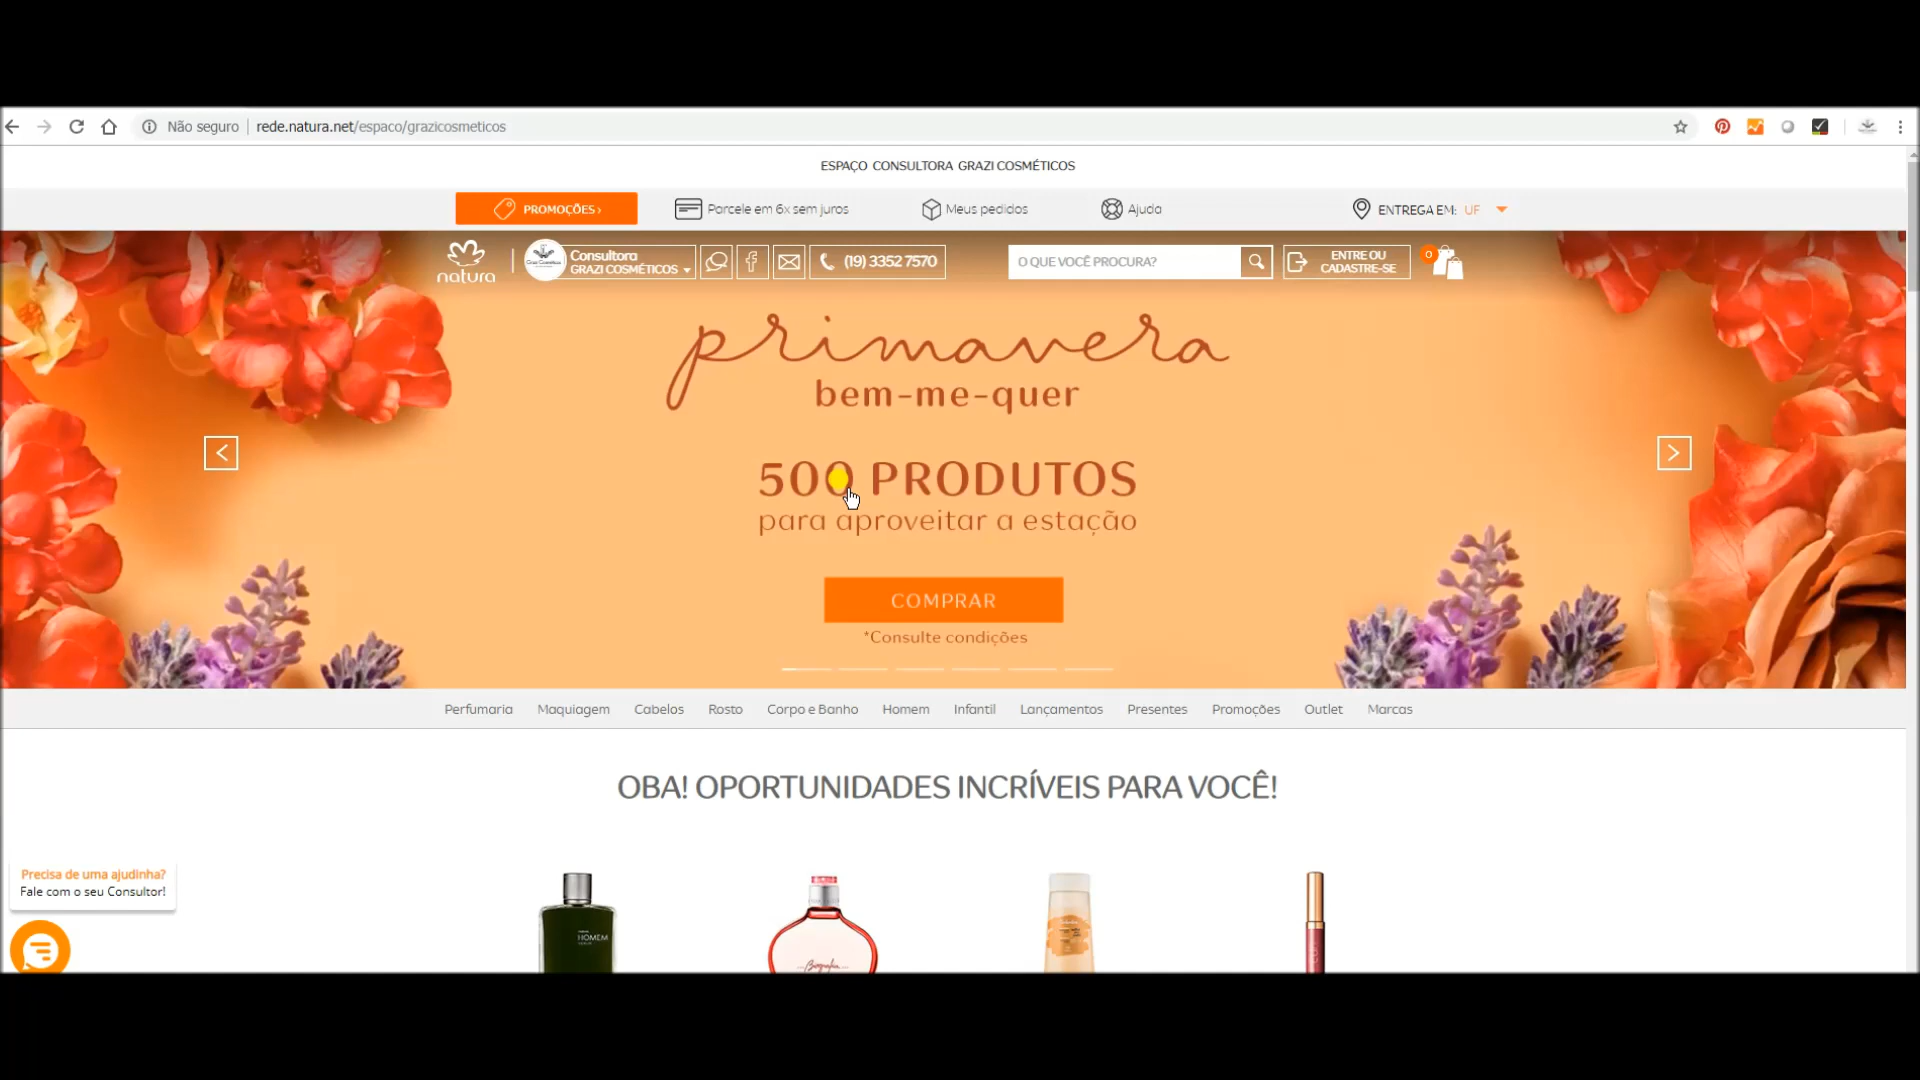 Não seguro | rede.natura.net/espaco/grazicosmeticos
ESPAÇO CONSULTORA GRAZI COSMÉTICOS
PROMOÇÕES ›
Parcele em 6x sem juros
Meus pedidos
Ajuda
ENTREGA EM: UF
natura
Consultora
GRAZI COSMÉTICOS
(19) 3352 7570
O QUE VOCÊ PROCURA?
ENTRE OU
CADASTRE-SE
0
primavera
bem-me-quer
500 PRODUTOS
para aproveitar a estação
COMPRAR
*Consulte condições
Perfumaria Maquiagem Cabelos Rosto Corpo e Banho Homem Infantil Lançamentos Presentes Promoções Outlet Marcas
OBA! OPORTUNIDADES INCRÍVEIS PARA VOCÊ!
Precisa de uma ajudinha?
Fale com o seu Consultor!
HOMEM